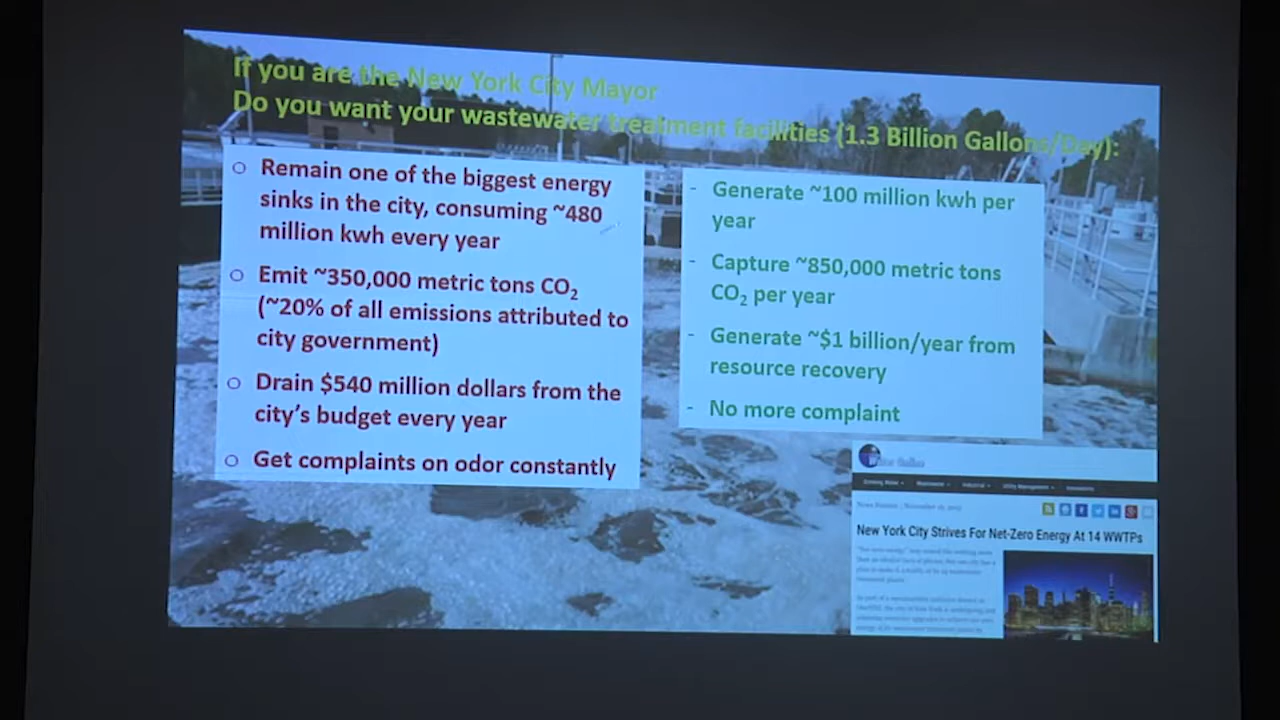 If you are the New York City Mayor
Do you want your wastewater treatment facilities (1.3 Billion Gallons/Day):
o Remain one of the biggest energy
sinks in the city, consuming ~480
million kwh every year
o Emit ~350,000 metric tons CO₂
(~20% of all emissions attributed to
city government)
o Drain $540 million dollars from the
city's budget every year
o Get complaints on odor constantly
- Generate ~100 million kwh per
year
- Capture ~850,000 metric tons
CO₂ per year
- Generate ~$1 billion/year from
resource recovery
- No more complaint
New York City Strives For Net-Zero Energy At 14 WWTPs